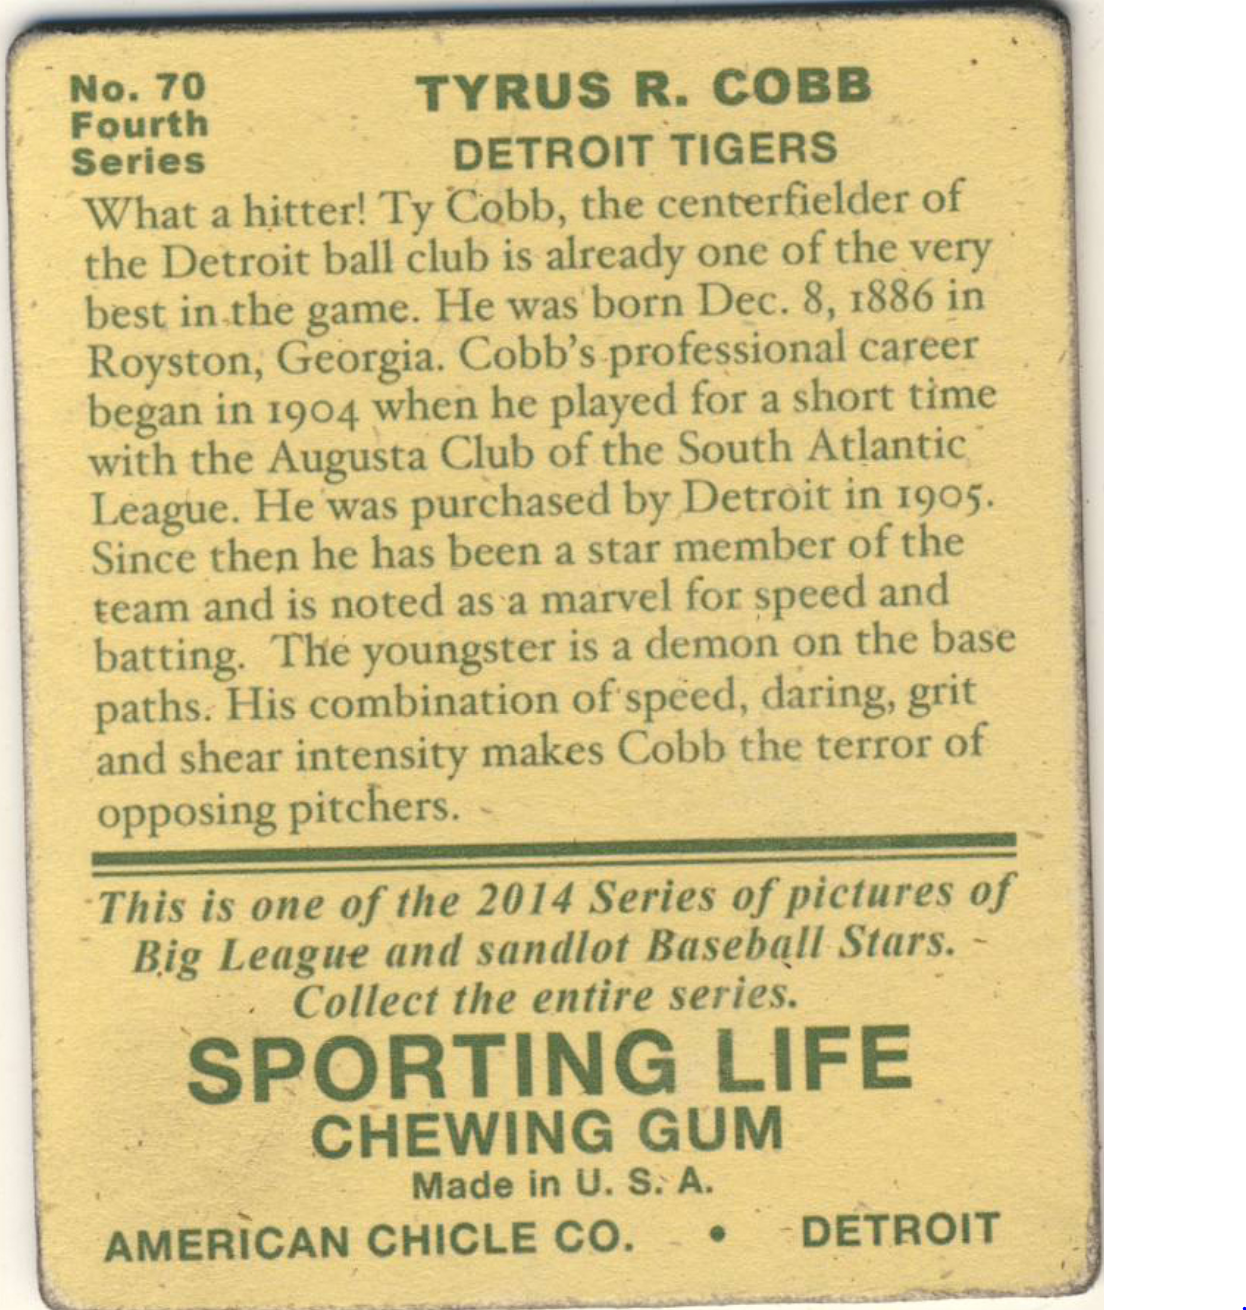 No. 70
Fourth
Series
TYRUS R. COBB
DETROIT TIGERS
What a hitter! Ty Cobb, the centerfielder of
the Detroit ball club is already one of the very
best in the game. He was born Dec. 8, 1886 in
Royston, Georgia. Cobb's professional career
began in 1904 when he played for a short time
with the Augusta Club of the South Atlantic
League. He was purchased by Detroit in 1905.
Since then he has been a star member of the
team and is noted as a marvel for speed and
batting. The youngster is a demon on the base
paths. His combination of speed, daring, grit
and shear intensity makes Cobb the terror of
opposing pitchers.
This is one of the 2014 Series of pictures of
Big League and sandlot Baseball Stars.
Collect the entire series.
SPORTING LIFE
CHEWING GUM
Made in U. S. A.
AMERICAN CHICLE CO. • DETROIT